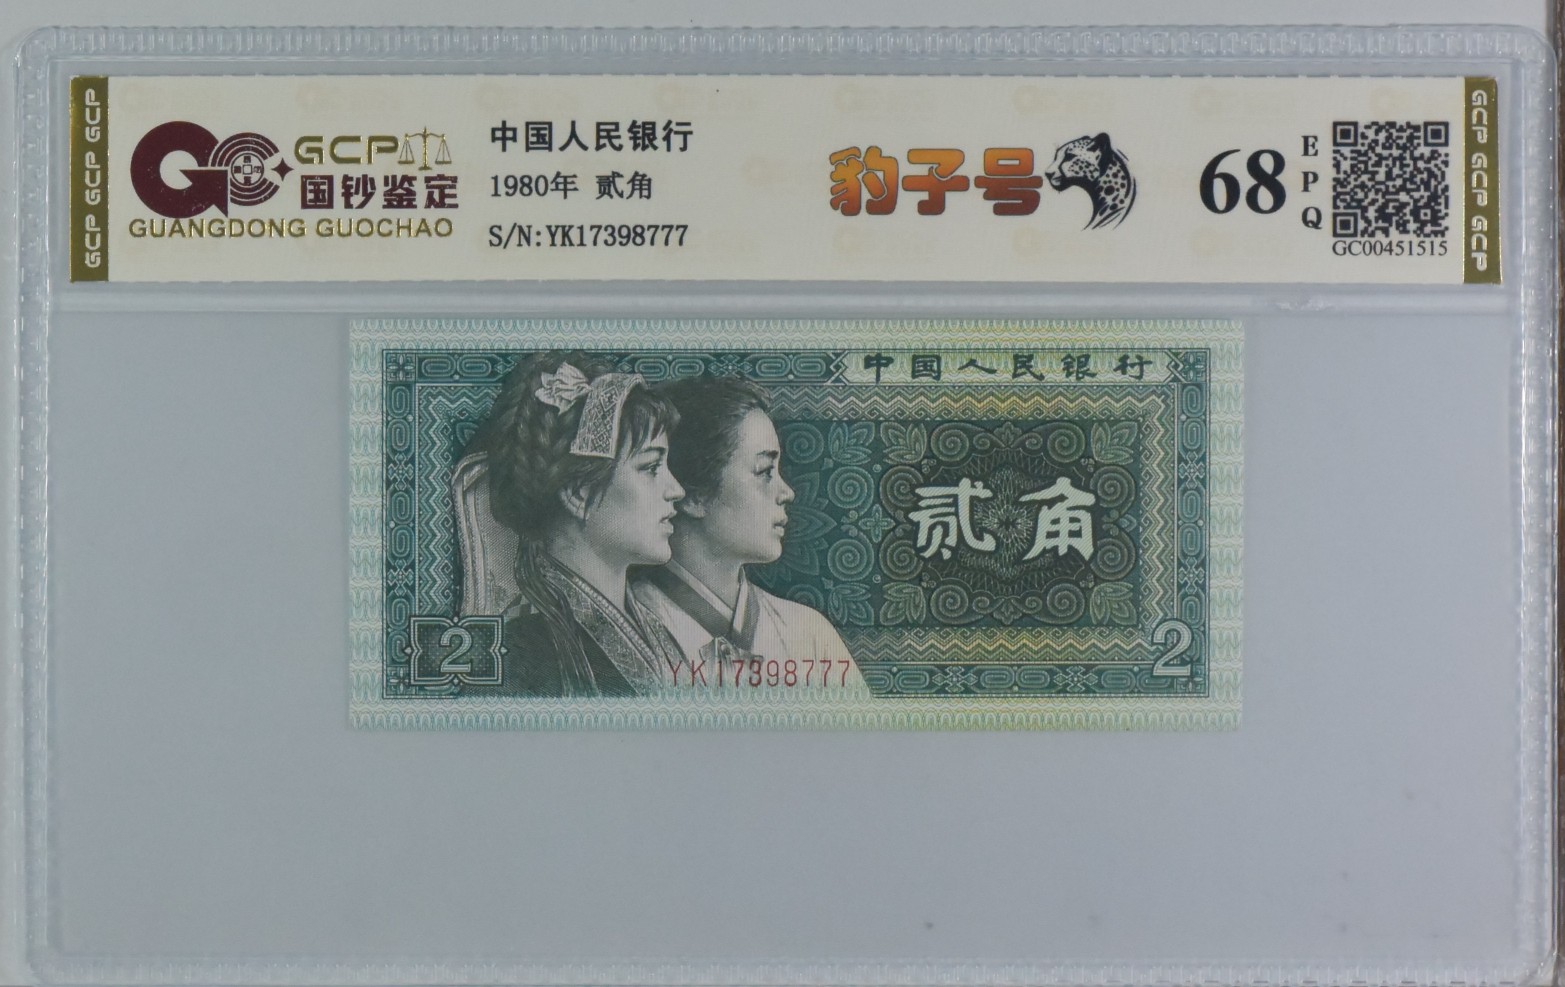 GCP GCP GCP
GCP
国钞鉴定
GUANGDONG GUOCHAO
中国人民银行
1980年 贰角
S/N:YK17398777
豹子号
68
EPQ
GC00451515
GCP GCP GCP
中国人民银行
贰角
2
2
YK17398777